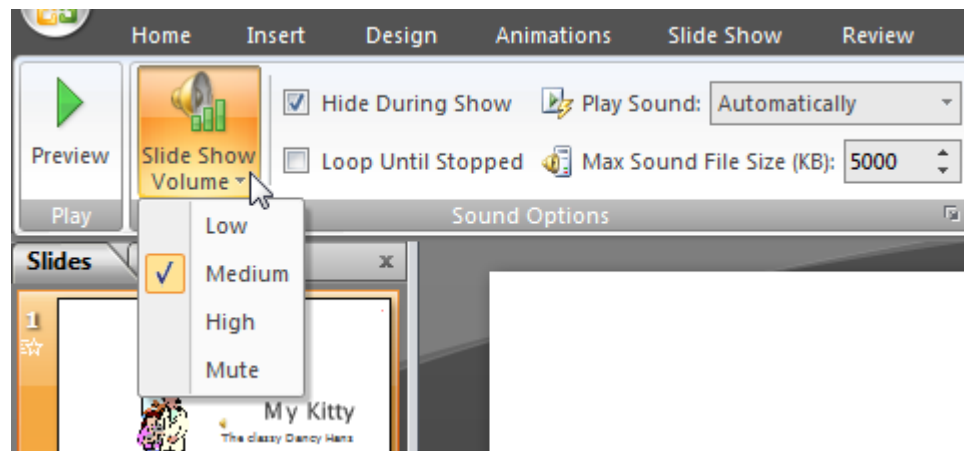 Home Insert Design Animations Slide Show Review
Hide During Show Play Sound: Automatically
Preview Slide Show Volume Loop Until Stopped Max Sound File Size (KB): 5000
Play Sound Options
Low
Slides
Medium
1
High
Mute
My Kitty
The classy Dancy Hans